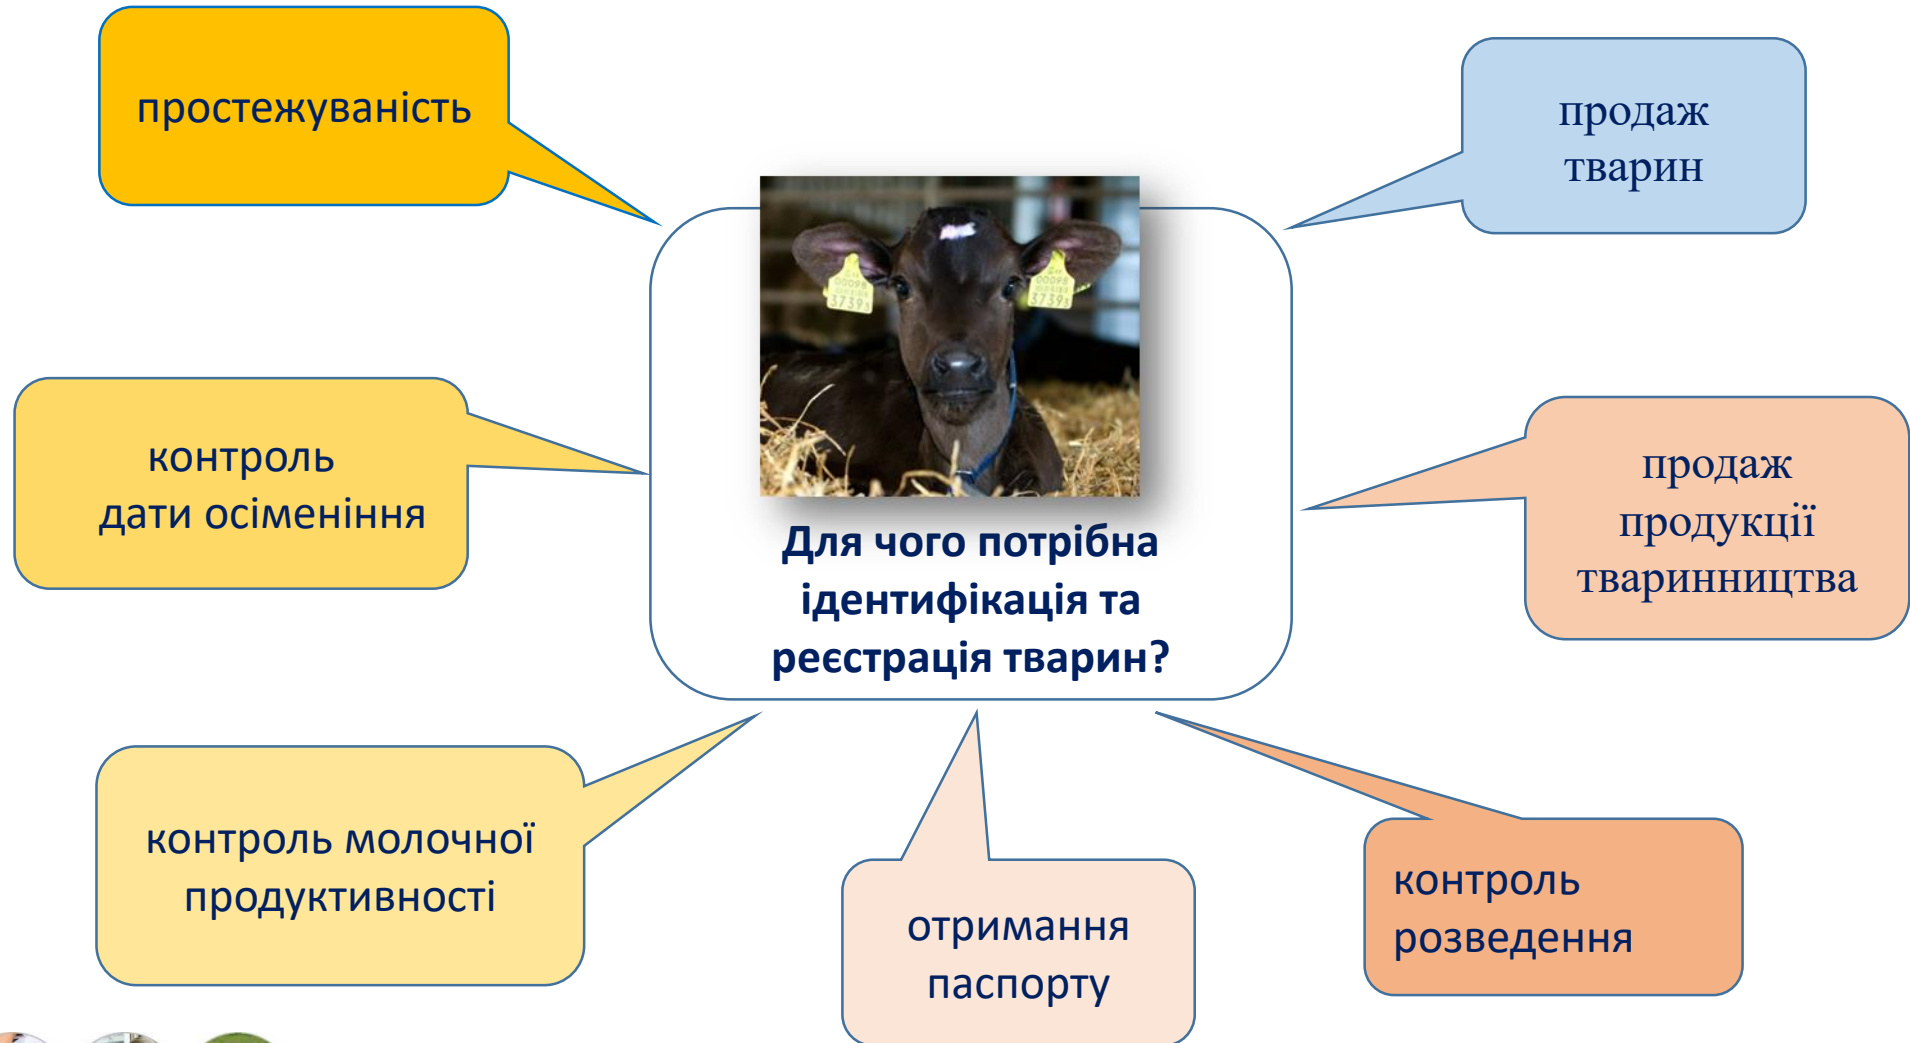 простежуваність
продаж
тварин
контроль
дати осіменіння
Для чого потрібна
ідентифікація та
реєстрація тварин?
продаж
продукції
тваринництва
контроль молочної
продуктивності
отримання
паспорту
контроль
розведення